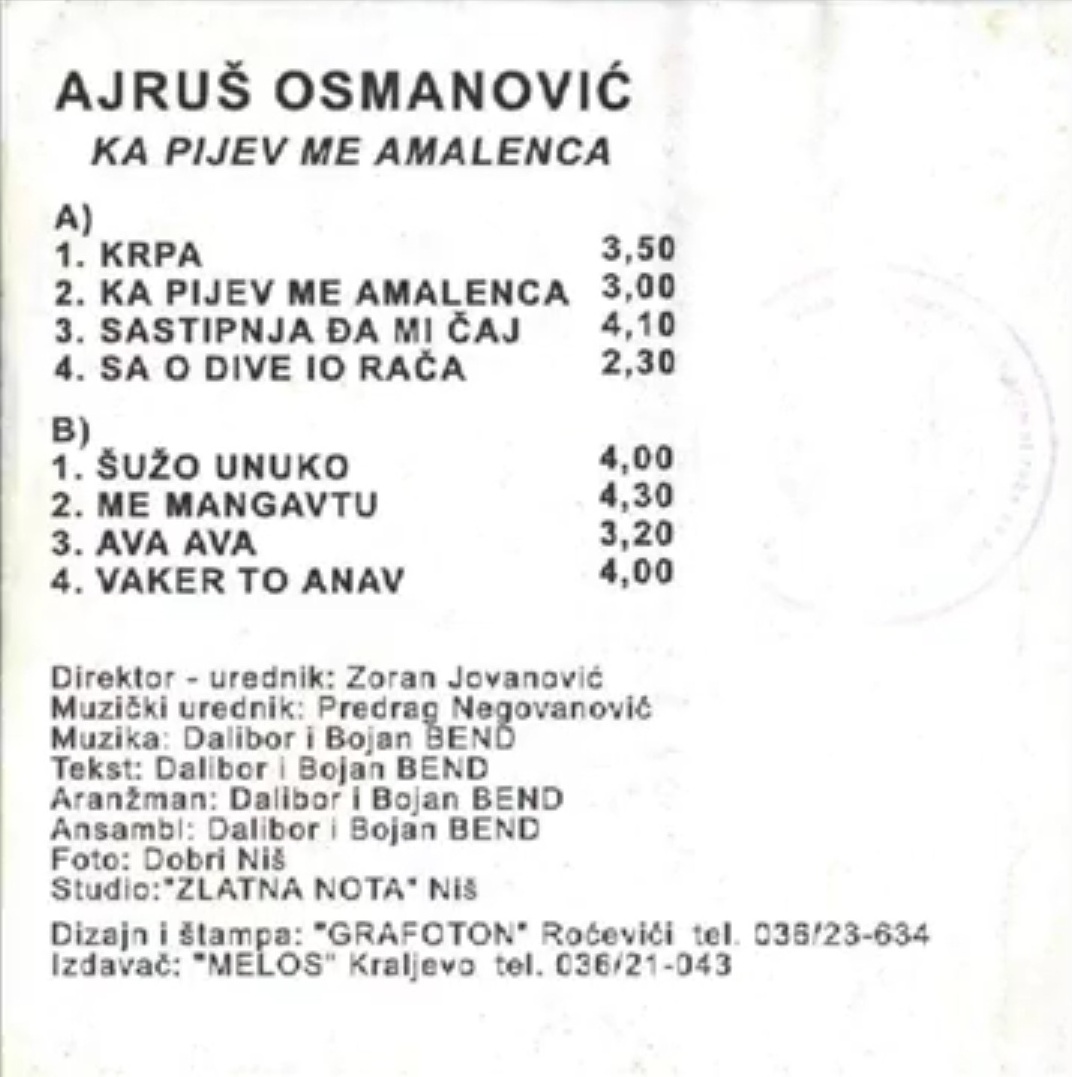 AJRUŠ OSMANOVIĆ
KA PIJEV ME AMALENCA
A)
1. KRPA 3,50
2. KA PIJEV ME AMALENCA 3,00
3. SASTIPNJA ĐA MI ČAJ 4,10
4. SA O DIVE IO RAČA 2,30
B)
1. ŠUŽO UNUKO 4,00
2. ME MANGAVTU 4,30
3. AVA AVA 3,20
4. VAKER TO ANAV 4,00
Direktor - urednik: Zoran Jovanović
Muzički urednik: Predrag Negovanović
Muzika: Dalibor i Bojan BEND
Tekst: Dalibor i Bojan BEND
Aranžman: Dalibor i Bojan BEND
Ansambl: Dalibor i Bojan BEND
Foto: Dobri Niš
Studio:"ZLATNA NOTA" Niš
Dizajn i štampa: "GRAFOTON" Roćevići tel. 036/23-634
Izdavač: "MELOS" Kraljevo tel. 036/21-043